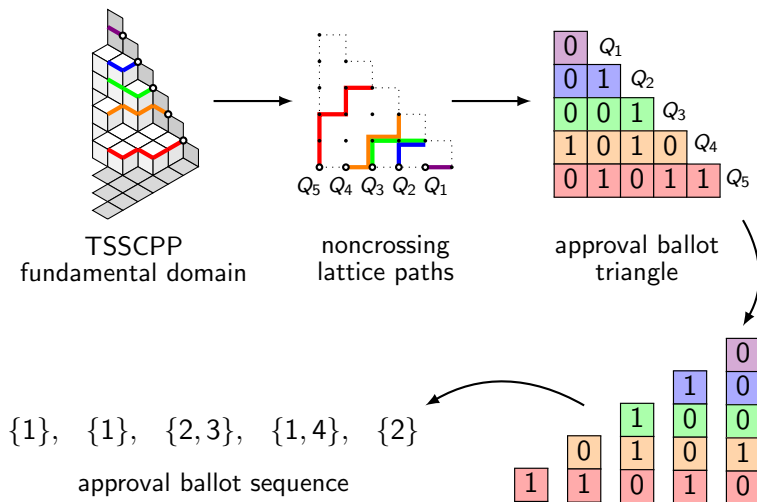 0 Q₁
0 1 Q₂
0 0 1 Q₃
1 0 1 0 Q₄
0 1 0 1 1 Q₅
Q₅ Q₄ Q₃ Q₂ Q₁
TSSCPP
fundamental domain
noncrossing
lattice paths
approval ballot
triangle
0
1 0
1 0 0
0 1 0 1
1 1 0 1 0
{1}, {1}, {2,3}, {1,4}, {2}
approval ballot sequence